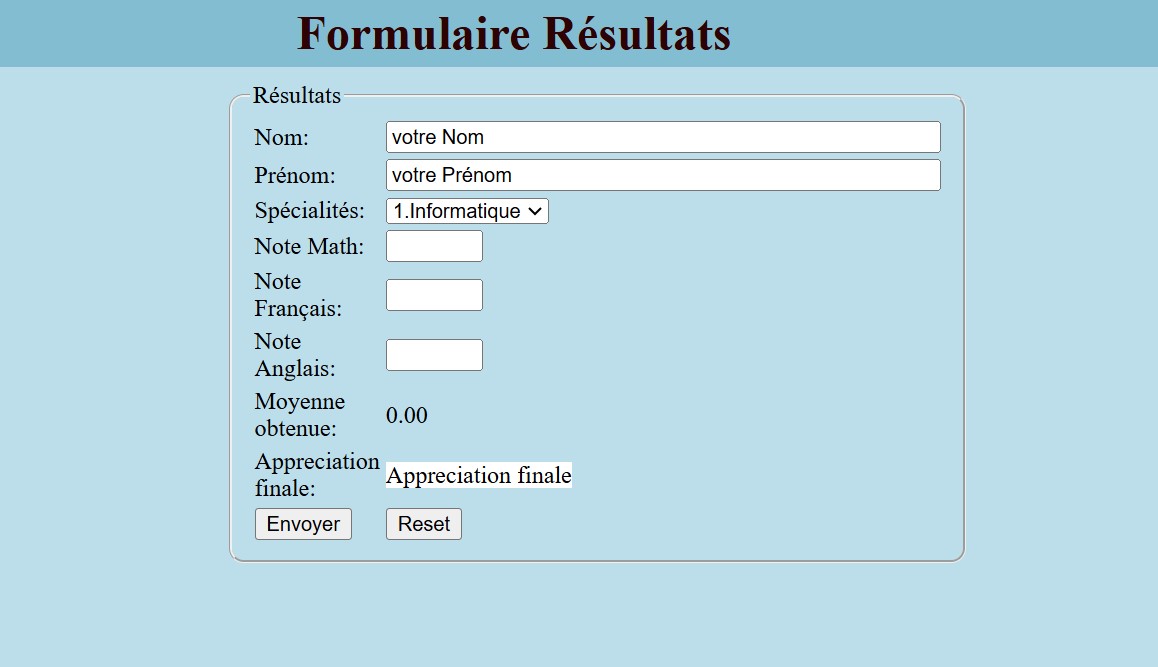 Formulaire Résultats
Résultats
Nom: votre Nom
Prénom: votre Prénom
Spécialités: 1.Informatique
Note Math:
Note
Français:
Note
Anglais:
Moyenne
obtenue:
0.00
Appreciation
finale:
Appreciation finale
Envoyer Reset